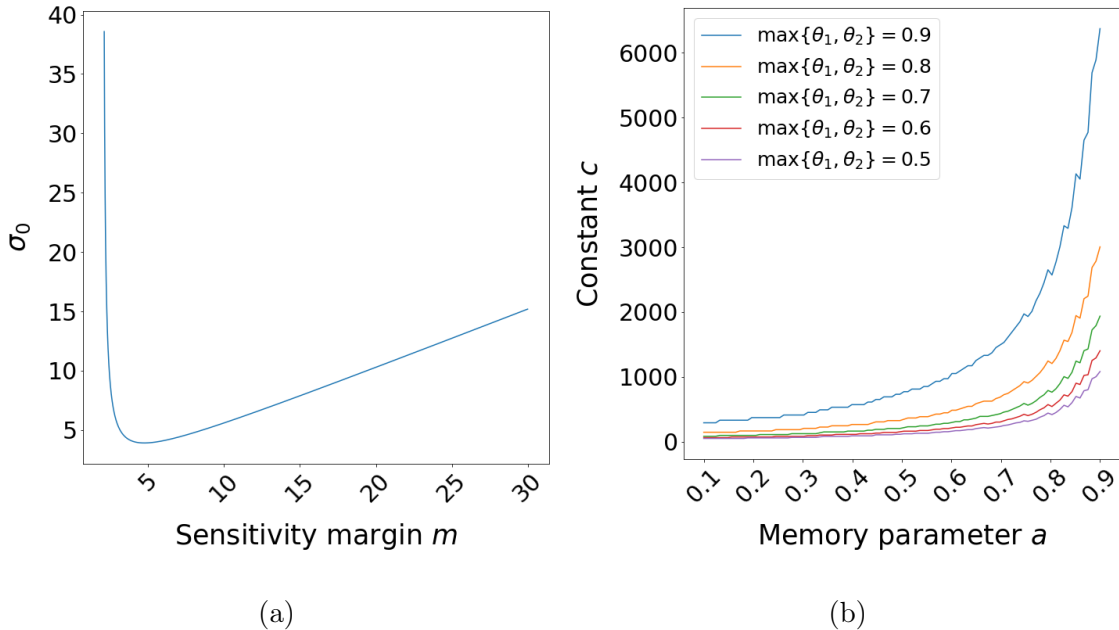 40
35
30
25
20
15
10
5
σ₀
5
10
15
20
25
30
Sensitivity margin m
(a)
max{θ₁, θ₂} = 0.9
max{θ₁, θ₂} = 0.8
max{θ₁, θ₂} = 0.7
max{θ₁, θ₂} = 0.6
max{θ₁, θ₂} = 0.5
6000
5000
4000
3000
2000
1000
0
Constant c
0.1
0.2
0.3
0.4
0.5
0.6
0.7
0.8
0.9
Memory parameter a
(b)